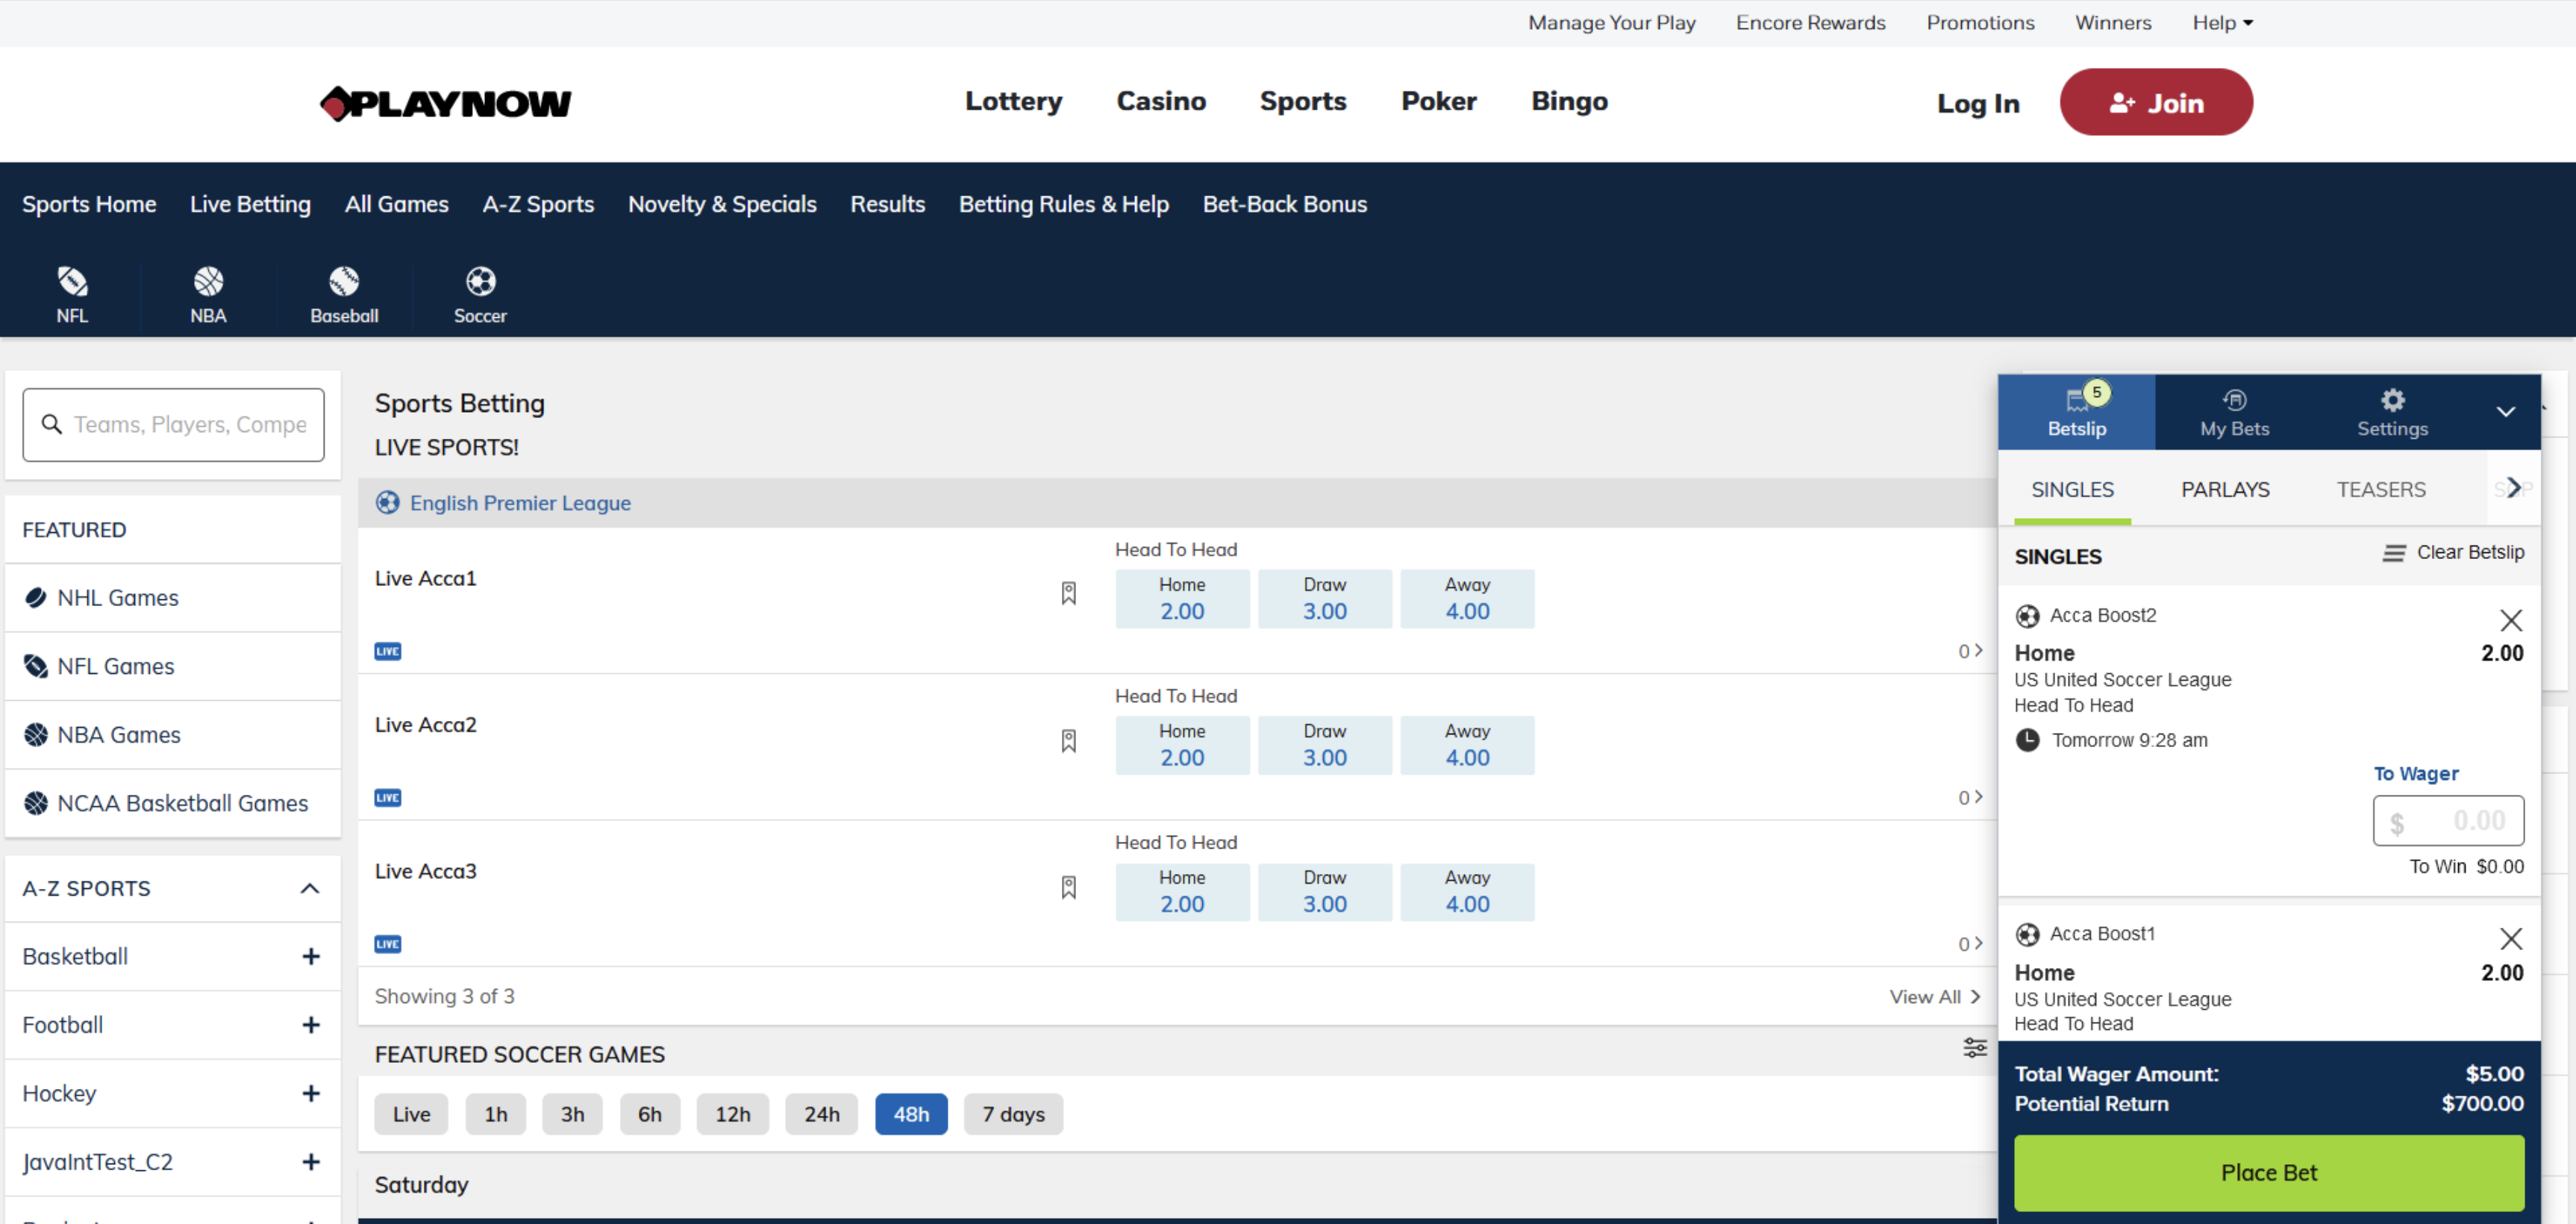 Manage Your Play Encore Rewards Promotions Winners Help
PLAYNOW Lottery Casino Sports Poker Bingo Log In Join
Sports Home Live Betting All Games A-Z Sports Novelty & Specials Results Betting Rules & Help Bet-Back Bonus
NFL NBA Baseball Soccer
Teams, Players, Compe
FEATURED
NHL Games
NFL Games
NBA Games
NCAA Basketball Games
A-Z SPORTS
Basketball
Football
Hockey
JavaIntTest_C2
Sports Betting
LIVE SPORTS!
English Premier League
Head To Head
Live Acca1
Home Draw Away
2.00 3.00 4.00
LIVE
0
Head To Head
Live Acca2
Home Draw Away
2.00 3.00 4.00
LIVE
0
Head To Head
Live Acca3
Home Draw Away
2.00 3.00 4.00
LIVE
0
Showing 3 of 3 View All
FEATURED SOCCER GAMES
Live 1h 3h 6h 12h 24h 48h 7 days
Saturday
5
Betslip My Bets Settings
SINGLES PARLAYS TEASERS
SINGLES Clear Betslip
Acca Boost2
Home 2.00
US United Soccer League
Head To Head
Tomorrow 9:28 am
To Wager
$ 0.00
To Win $0.00
Acca Boost1
Home 2.00
US United Soccer League
Head To Head
Total Wager Amount: $5.00
Potential Return $700.00
Place Bet